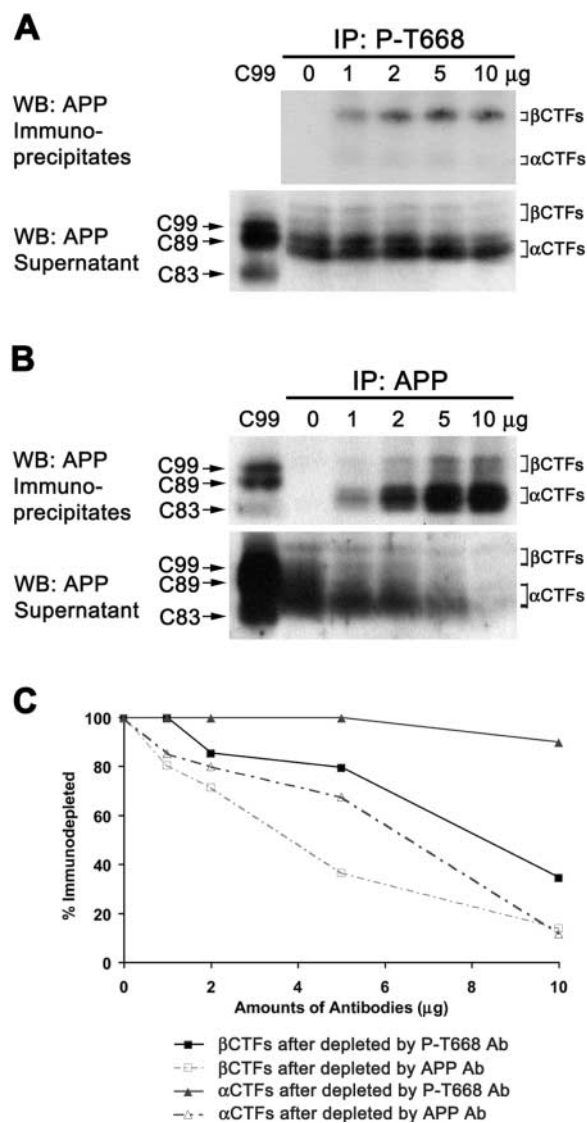 A
IP: P-T668
C99 0 1 2 5 10 μg
WB: APP
Immuno-
precipitates
βCTFs
αCTFs
WB: APP
Supernatant
C99
C89
C83
βCTFs
αCTFs
B
IP: APP
C99 0 1 2 5 10 μg
WB: APP
Immuno-
precipitates
C99
C89
C83
βCTFs
αCTFs
WB: APP
Supernatant
C99
C89
C83
βCTFs
αCTFs
C
% Immunodepleted
100
80
60
40
20
0
0 2 4 6 8 10
Amounts of Antibodies (μg)
βCTFs after depleted by P-T668 Ab
βCTFs after depleted by APP Ab
αCTFs after depleted by P-T668 Ab
αCTFs after depleted by APP Ab